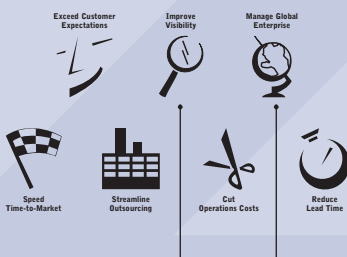 Exceed Customer
Expectations
Improve
Visibility
Manage Global
Enterprise
Speed
Time-to-Market
Streamline
Outsourcing
Cut
Operations Costs
Reduce
Lead Time